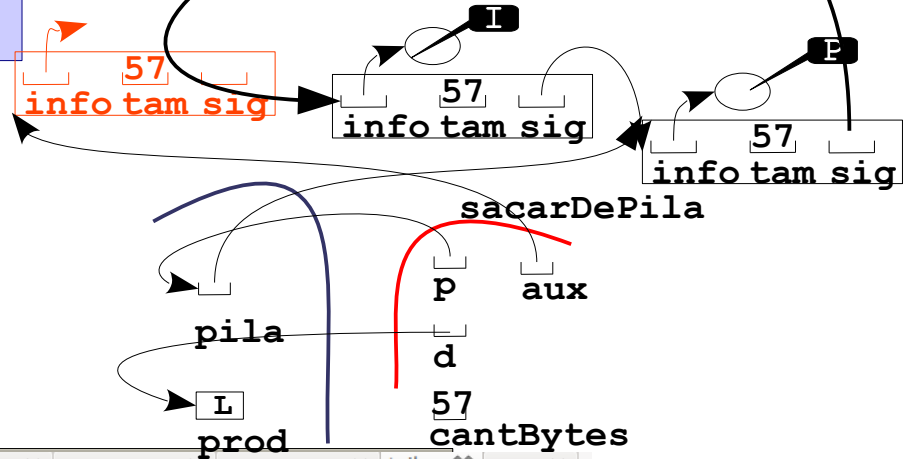 I
P
57
info tam sig
57
info tam sig
57
info tam sig
sacarDePila
pila
p
aux
d
L
prod
57
cantBytes